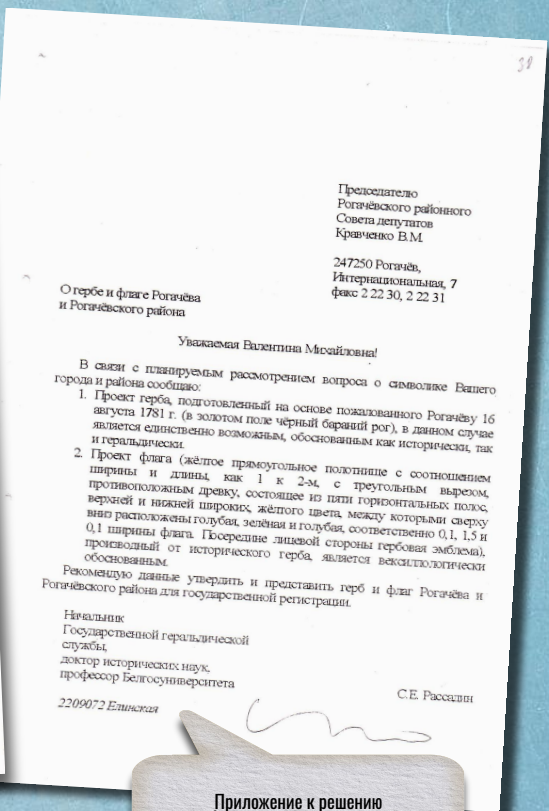 30
Председателю
Рогачёвского районного
Совета депутатов
Кравченко В.М.
247250 Рогачёв,
Интернациональная, 7
факс 2 22 30, 2 22 31
О гербе и флаге Рогачёва
и Рогачёвского района
Уважаемая Валентина Михайловна!
В связи с планируемым рассмотрением вопроса о символике Вашего
города и района сообщаю:
1. Проект герба, подготовленный на основе пожалованного Рогачёву 16
августа 1781 г. (в золотом поле чёрный бараний рог), в данном случае
является единственно возможным, обоснованным как исторически, так
и геральдически.
2. Проект флага (жёлтое прямоугольное полотнище с соотношением
ширины и длины, как 1 к 2-м, с треугольным вырезом,
противоположным древку, состоящее из пяти горизонтальных полос,
верхней и нижней широких, жёлтого цвета, между которыми сверху
вниз расположены голубая, зелёная и голубая, соответственно 0,1, 1,5 и
0,1 ширины флага. Посередине лицевой стороны гербовая эмблема),
производный от исторического герба, является вексиллологически
обоснованным.
Рекомендую данные утвердить и представить герб и флаг Рогачёва и
Рогачёвского района для государственной регистрации.
Начальник
Государственной геральдической
службы,
доктор исторических наук,
профессор Белгосуниверситета
С.Е. Рассадин
2209072 Елинская
Приложение к решению